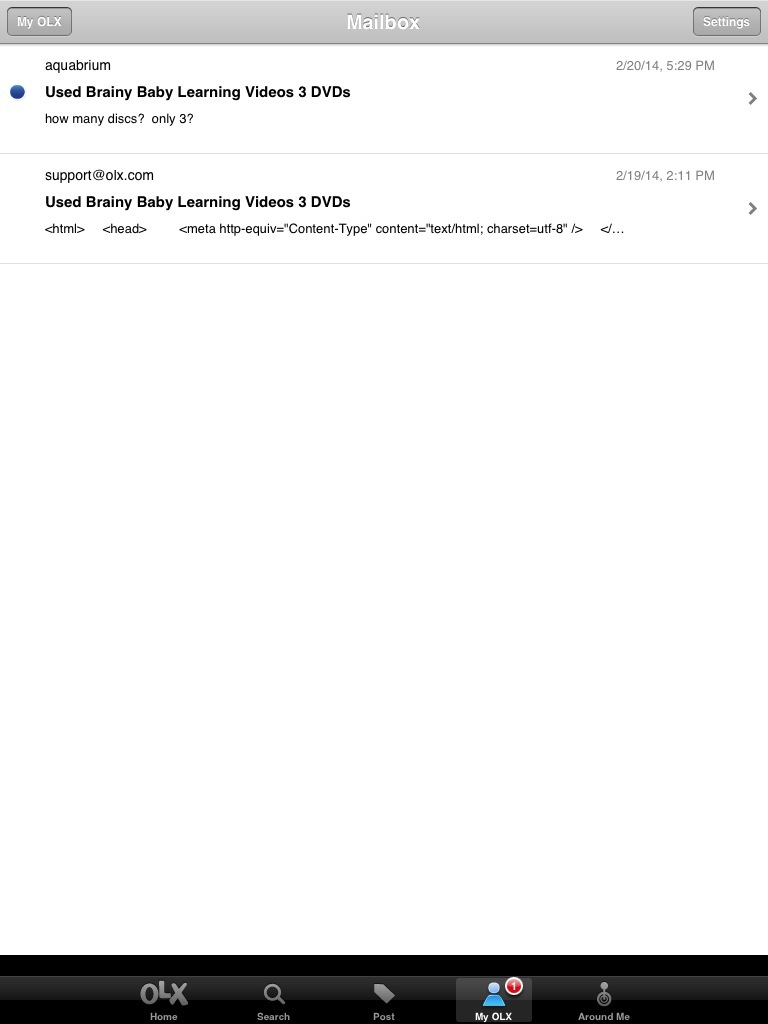 My OLX Mailbox Settings
aquabrium 2/20/14, 5:29 PM
Used Brainy Baby Learning Videos 3 DVDs
how many discs?  only 3?
support@olx.com 2/19/14, 2:11 PM
Used Brainy Baby Learning Videos 3 DVDs
<html>     <head>         <meta http-equiv="Content-Type" content="text/html; charset=utf-8" />     </...
OLX 1
Home Search Post My OLX Around Me